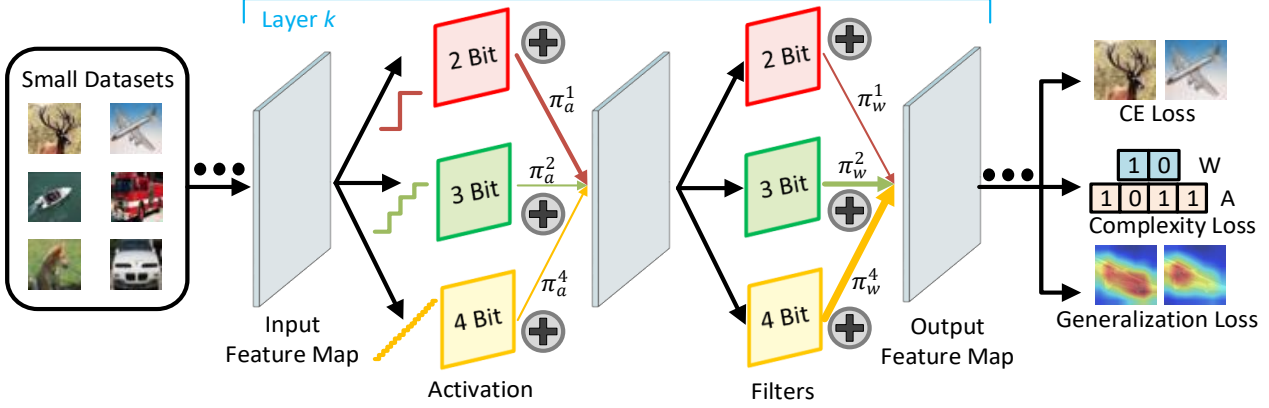 Layer k
Small Datasets
2 Bit
3 Bit
4 Bit
π_a^1
π_a^2
π_a^4
2 Bit
3 Bit
4 Bit
π_w^1
π_w^2
π_w^4
Input
Feature Map
Activation
Filters
Output
Feature Map
CE Loss
1 0 W
1 0 1 1 A
Complexity Loss
Generalization Loss